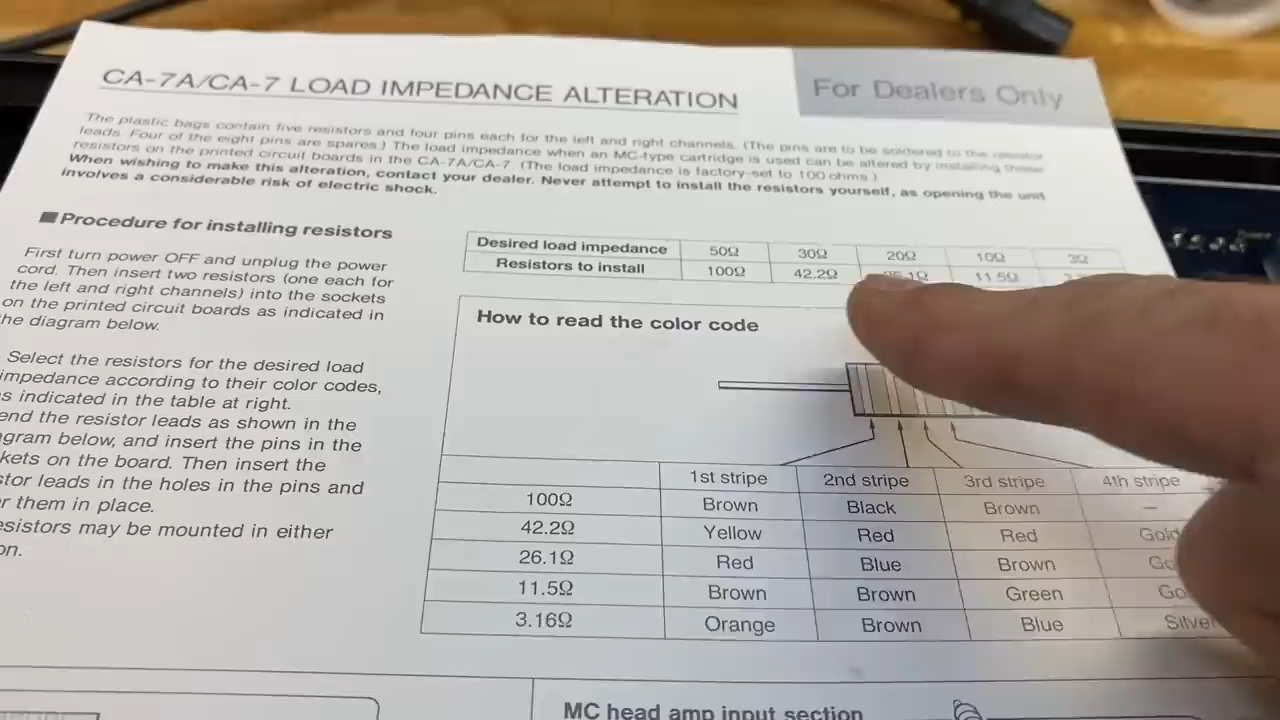 CA-7A/CA-7 LOAD IMPEDANCE ALTERATION
For Dealers Only
The plastic bags contain five resistors and four pins each for the left and right channels. (The pins are to be soldered to the resistor
leads. Four of the eight pins are spares.) The load impedance when an MC-type cartridge is used can be altered by installing these
resistors on the printed circuit boards in the CA-7A/CA-7. (The load impedance is factory-set to 100 ohms.)
When wishing to make this alteration, contact your dealer. Never attempt to install the resistors yourself, as opening the unit
involves a considerable risk of electric shock.
■Procedure for installing resistors
First turn power OFF and unplug the power
cord. Then insert two resistors (one each for
the left and right channels) into the sockets
on the printed circuit boards as indicated in
he diagram below.
Select the resistors for the desired load
impedance according to their color codes,
s indicated in the table at right.
end the resistor leads as shown in the
gram below, and insert the pins in the
kets on the board. Then insert the
stor leads in the holes in the pins and
r them in place.
esistors may be mounted in either
on.
Desired load impedance 50Ω 30Ω 20Ω 10Ω 3Ω
Resistors to install 100Ω 42.2Ω 11.5Ω
How to read the color code
1st stripe 2nd stripe 3rd stripe 4th stripe
100Ω Brown Black Brown —
42.2Ω Yellow Red Red Gold
26.1Ω Red Blue Brown Go
11.5Ω Brown Brown Green Go
3.16Ω Orange Brown Blue Silver
MC head amp input section